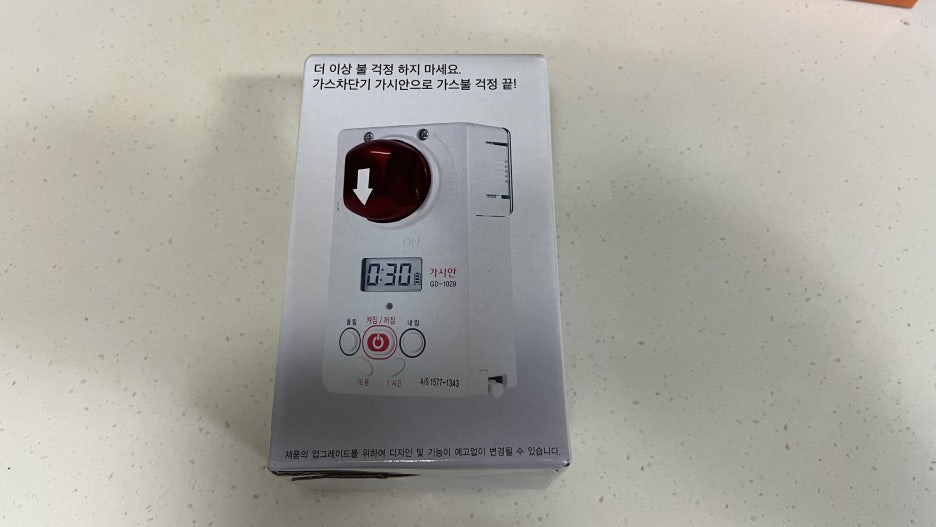 더 이상 불 걱정 하지 마세요.
가스차단기 가시안으로 가스불 걱정 끝!
ON
0:30
가시안
GD-1029
올림
켜짐 / 꺼짐
내림
10 분
1 시간
A/S 1577-1343
제품의 업그레이드를 위하여 디자인 및 기능이 예고없이 변경될 수 있습니다.